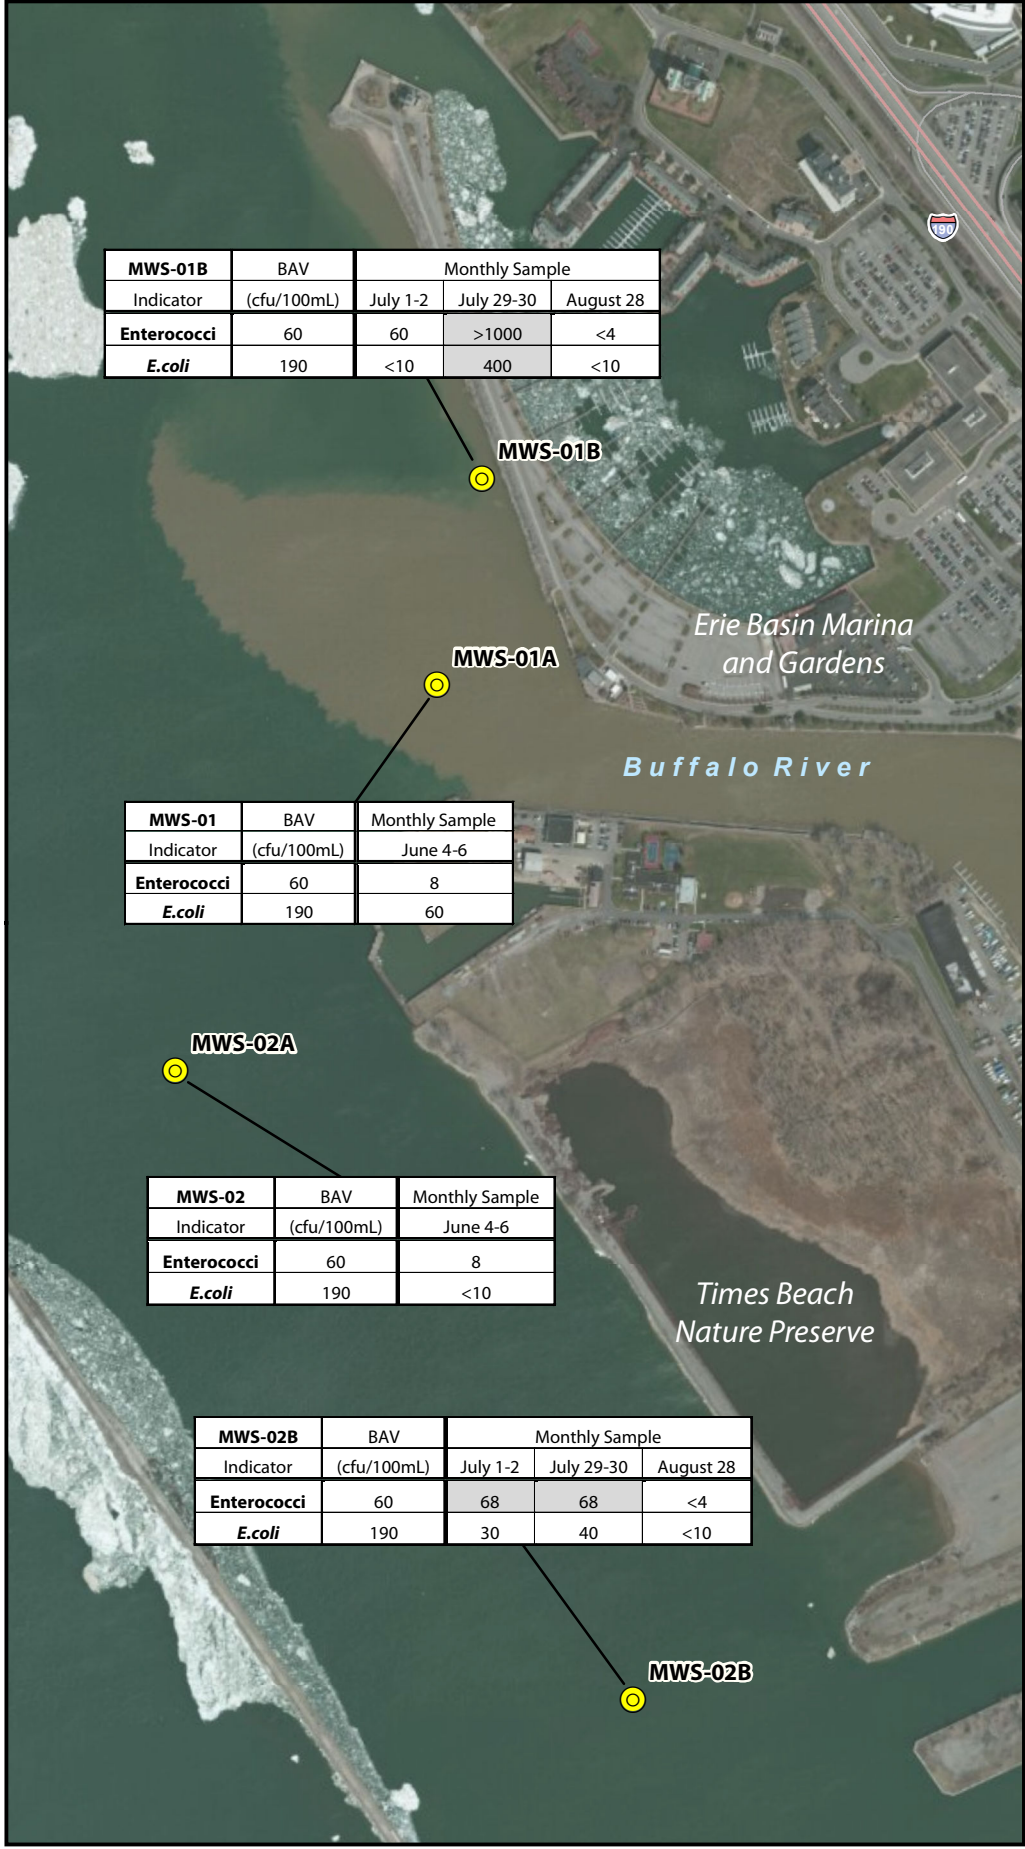 190
MWS-01B BAV Monthly Sample
Indicator (cfu/100mL) July 1-2 July 29-30 August 28
Enterococci 60 60 >1000 <4
E.coli 190 <10 400 <10
MWS-01B
Erie Basin Marina
and Gardens
MWS-01A
Buffalo River
MWS-01 BAV Monthly Sample
Indicator (cfu/100mL) June 4-6
Enterococci 60 8
E.coli 190 60
MWS-02A
MWS-02 BAV Monthly Sample
Indicator (cfu/100mL) June 4-6
Enterococci 60 8
E.coli 190 <10
Times Beach
Nature Preserve
MWS-02B BAV Monthly Sample
Indicator (cfu/100mL) July 1-2 July 29-30 August 28
Enterococci 60 68 68 <4
E.coli 190 30 40 <10
MWS-02B